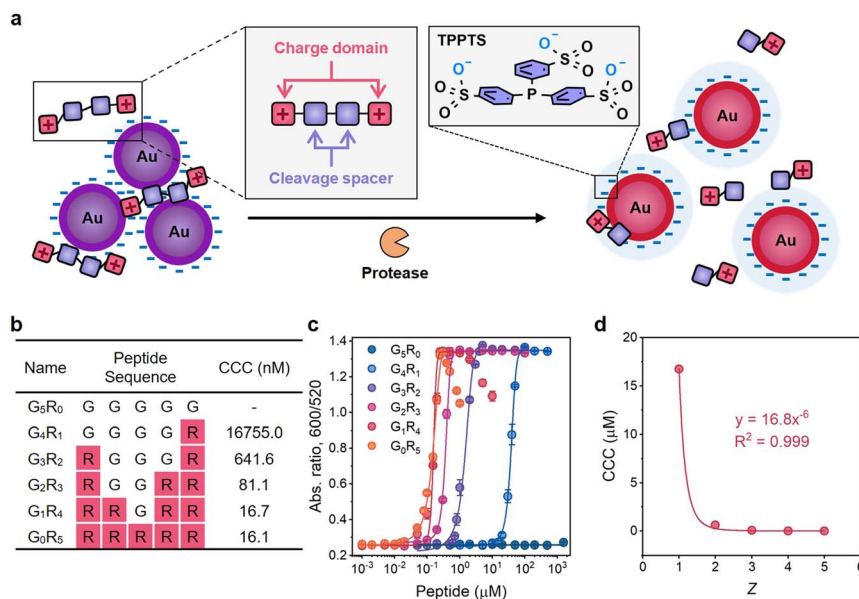 a
Charge domain
Cleavage spacer
TPPTS
O⁻
O⁻
O⁻
O
S
O
O
S
O
P
O
S
O
Au
Au
Au
Protease
Au
Au
Au
b
Name Peptide Sequence CCC (nM)
G₅R₀ G G G G G -
G₄R₁ G G G G R 16755.0
G₃R₂ R G G G R 641.6
G₂R₃ R G G R R 81.1
G₁R₄ R R G R R 16.7
G₀R₅ R R R R R 16.1
c
Abs. ratio, 600/520
1.4
1.2
1.0
0.8
0.6
0.4
0.2
G₅R₀
G₄R₁
G₃R₂
G₂R₃
G₁R₄
G₀R₅
10⁻³ 10⁻² 10⁻¹ 10⁰ 10¹ 10² 10³
Peptide (µM)
d
CCC (µM)
20
15
10
5
0
y = 16.8x⁻⁶
R² = 0.999
0 1 2 3 4 5 6
Z